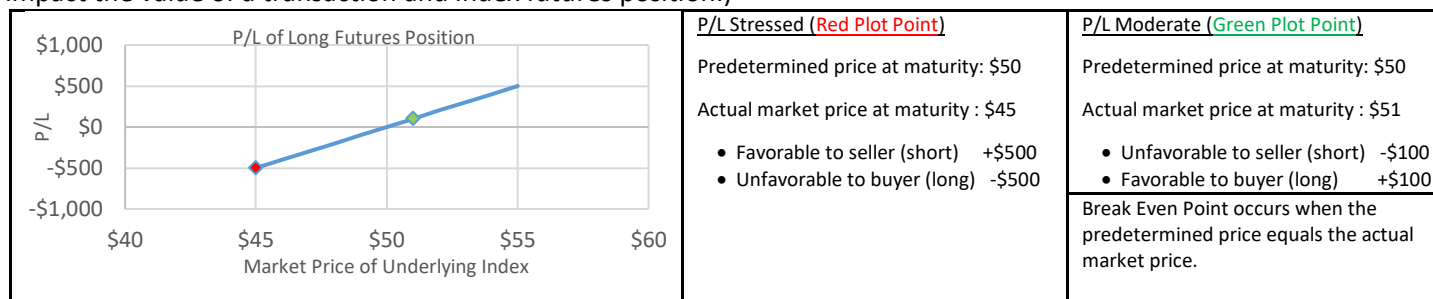 impact the value of a transaction and index futures position.)
P/L of Long Futures Position
$1,000
$500
$0
-$500
-$1,000
P/L
$40 $45 $50 $55 $60
Market Price of Underlying Index
P/L Stressed (Red Plot Point)
Predetermined price at maturity: $50
Actual market price at maturity : $45
• Favorable to seller (short) +$500
• Unfavorable to buyer (long) -$500
P/L Moderate (Green Plot Point)
Predetermined price at maturity: $50
Actual market price at maturity : $51
• Unfavorable to seller (short) -$100
• Favorable to buyer (long) +$100
Break Even Point occurs when the
predetermined price equals the actual
market price.